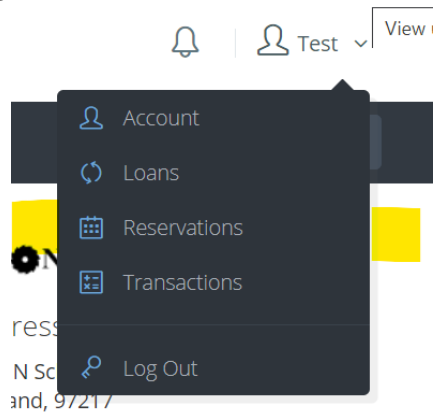 Test
View
Account
Loans
Reservations
Transactions
ress
N Sc
Log Out
and, 97217